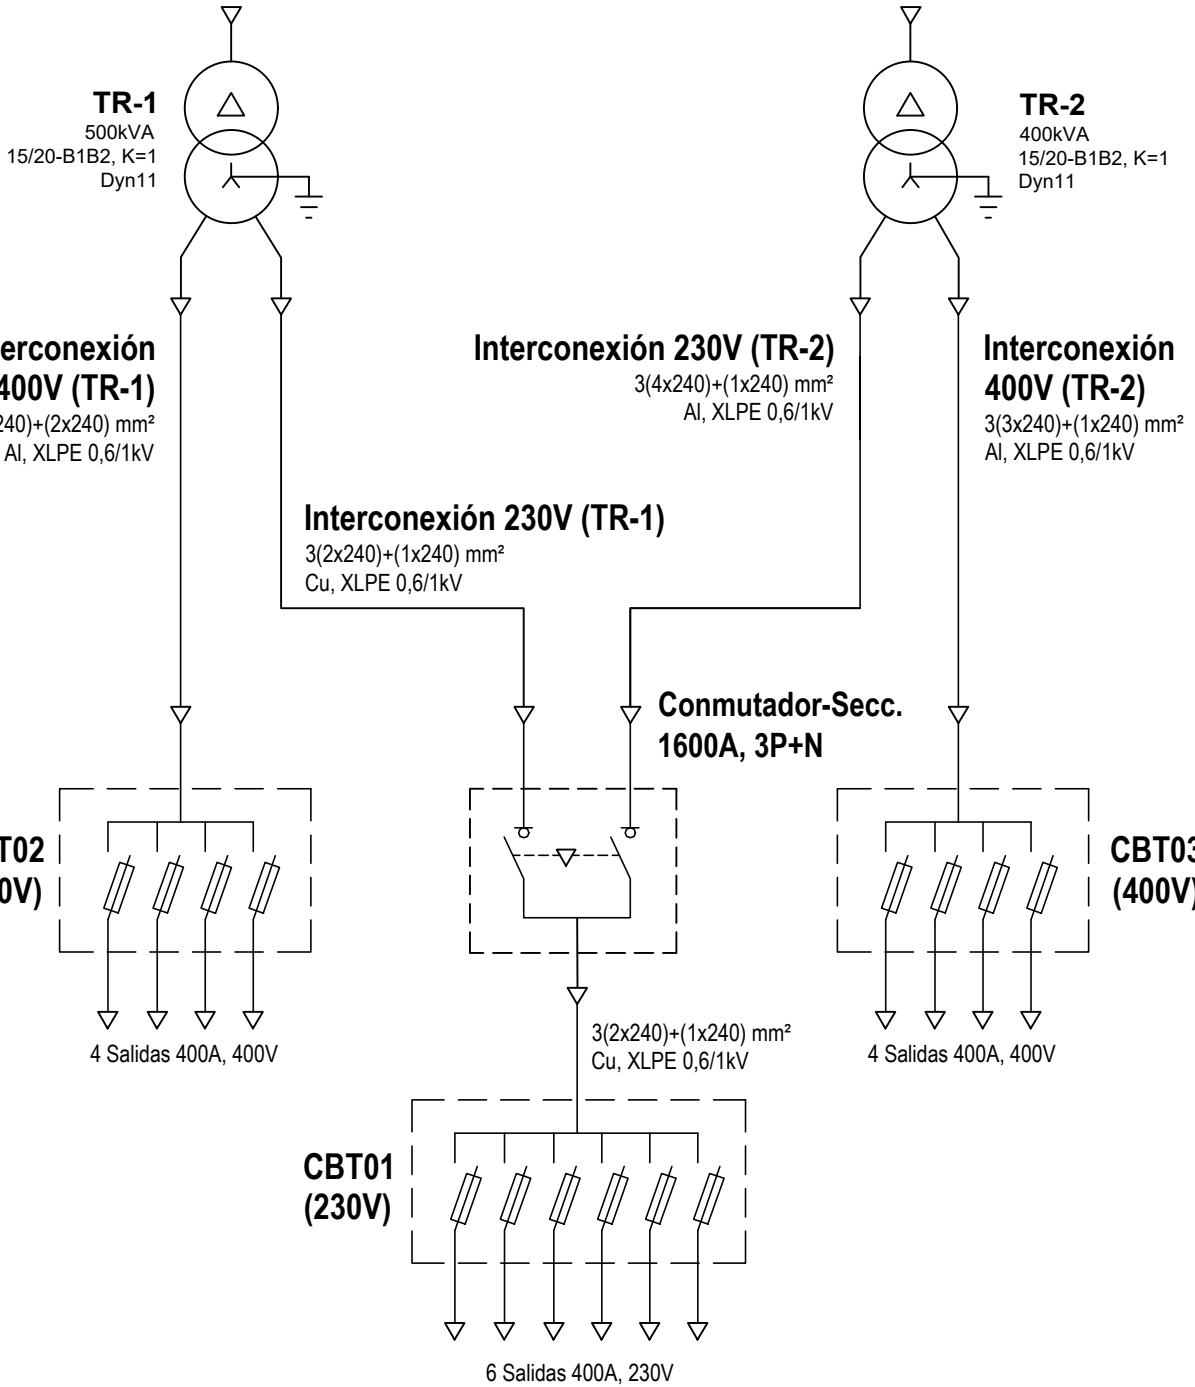 TR-1
500kVA
15/20-B1B2, K=1
Dyn11
TR-2
400kVA
15/20-B1B2, K=1
Dyn11
400V (TR-1)
240)+(2x240) mm²
Al, XLPE 0,6/1kV
Interconexión 230V (TR-2)
3(4x240)+(1x240) mm²
Al, XLPE 0,6/1kV
Interconexión
400V (TR-2)
3(3x240)+(1x240) mm²
Al, XLPE 0,6/1kV
Interconexión 230V (TR-1)
3(2x240)+(1x240) mm²
Cu, XLPE 0,6/1kV
Conmutador-Secc.
1600A, 3P+N
T02
0V)
CBT03
(400V)
4 Salidas 400A, 400V
3(2x240)+(1x240) mm²
Cu, XLPE 0,6/1kV
4 Salidas 400A, 400V
CBT01
(230V)
6 Salidas 400A, 230V